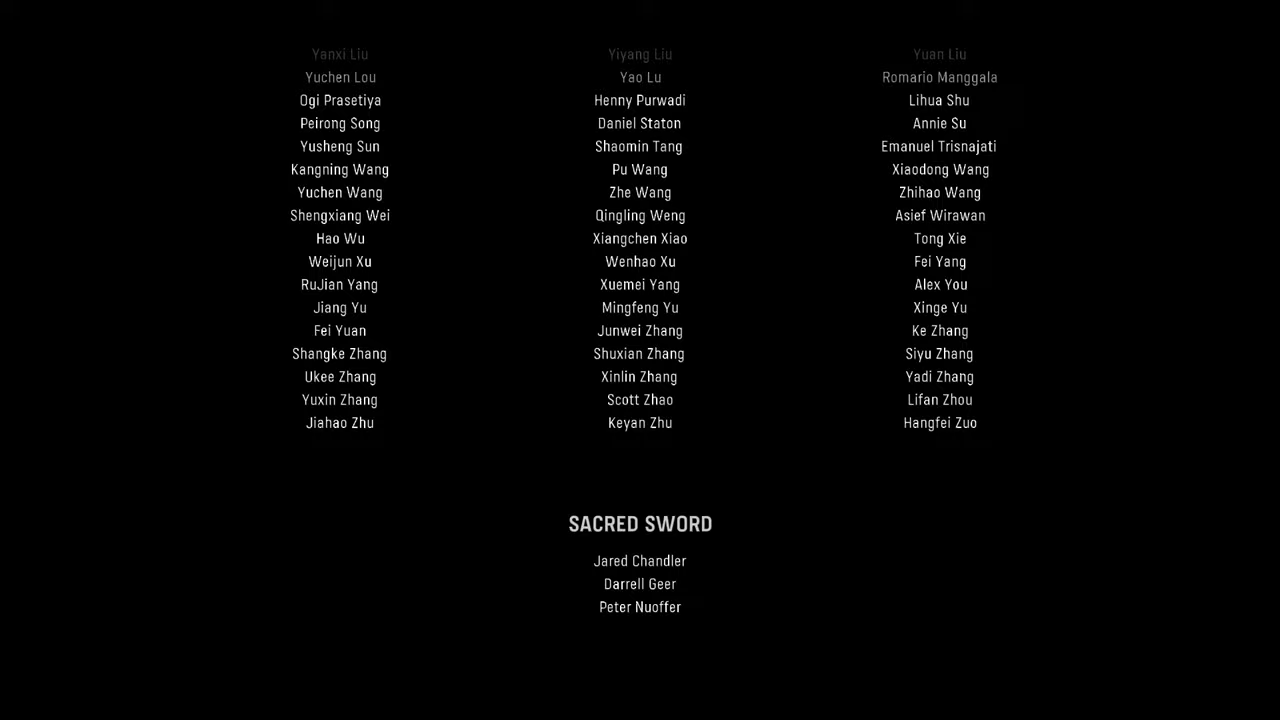 Yanxi Liu Yiyang Liu Yuan Liu
Yuchen Lou Yao Lu Romario Manggala
Ogi Prasetiya Henny Purwadi Lihua Shu
Peirong Song Daniel Staton Annie Su
Yusheng Sun Shaomin Tang Emanuel Trisnajati
Kangning Wang Pu Wang Xiaodong Wang
Yuchen Wang Zhe Wang Zhihao Wang
Shengxiang Wei Qingling Weng Asief Wirawan
Hao Wu Xiangchen Xiao Tong Xie
Weijun Xu Wenhao Xu Fei Yang
RuJian Yang Xuemei Yang Alex You
Jiang Yu Mingfeng Yu Xinge Yu
Fei Yuan Junwei Zhang Ke Zhang
Shangke Zhang Shuxian Zhang Siyu Zhang
Ukee Zhang Xinlin Zhang Yadi Zhang
Yuxin Zhang Scott Zhao Lifan Zhou
Jiahao Zhu Keyan Zhu Hangfei Zuo
SACRED SWORD
Jared Chandler
Darrell Geer
Peter Nuoffer